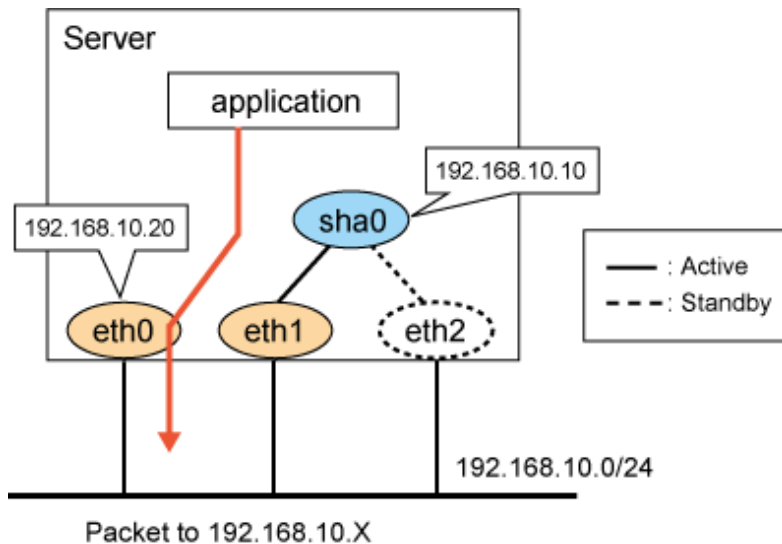 Server
application
192.168.10.10
sha0
192.168.10.20
: Active
: Standby
eth0
eth1
eth2
192.168.10.0/24
Packet to 192.168.10.X